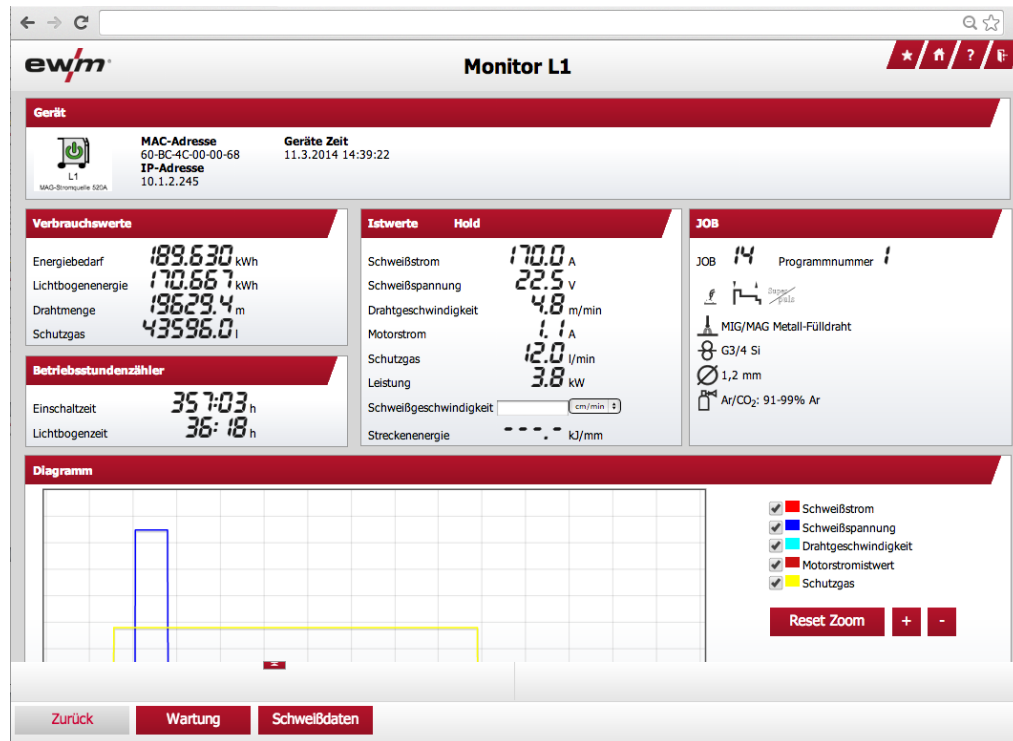 ewm
Monitor L1
Gerät
L1
MAG-Stromquelle 520A
MAC-Adresse
60-BC-4C-00-00-68
IP-Adresse
10.1.2.245
Geräte Zeit
11.3.2014 14:39:22
Verbrauchswerte
Energiebedarf 189.630 kWh
Lichtbogenenergie 170.667 kWh
Drahtmenge 19629.4 m
Schutzgas 43596.0 l
Betriebsstundenzähler
Einschaltzeit 357:03 h
Lichtbogenzeit 36:18 h
Istwerte Hold
Schweißstrom 170.0 A
Schweißspannung 22.5 V
Drahtgeschwindigkeit 4.8 m/min
Motorstrom 1.1 A
Schutzgas 12.0 l/min
Leistung 3.8 kW
Schweißgeschwindigkeit cm/min
Streckenenergie ---.- kJ/mm
JOB
JOB 14 Programmnummer 1
Super
puls
MIG/MAG Metall-Fülldraht
G3/4 Si
1,2 mm
Ar/CO₂: 91-99% Ar
Diagramm
Schweißstrom
Schweißspannung
Drahtgeschwindigkeit
Motorstromistwert
Schutzgas
Reset Zoom + -
Zurück Wartung Schweißdaten